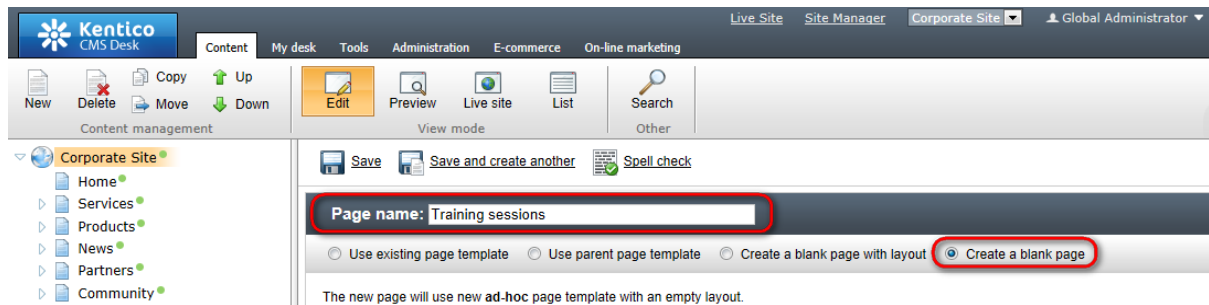 Live Site Site Manager Corporate Site Global Administrator
Kentico
CMS Desk
Content My desk Tools Administration E-commerce On-line marketing
Copy Up
New Delete Move Down Edit Preview Live site List Search
Content management View mode Other
Corporate Site Save Save and create another Spell check
Home
Services Page name: Training sessions
Products
News Use existing page template Use parent page template Create a blank page with layout Create a blank page
Partners
Community The new page will use new ad-hoc page template with an empty layout.